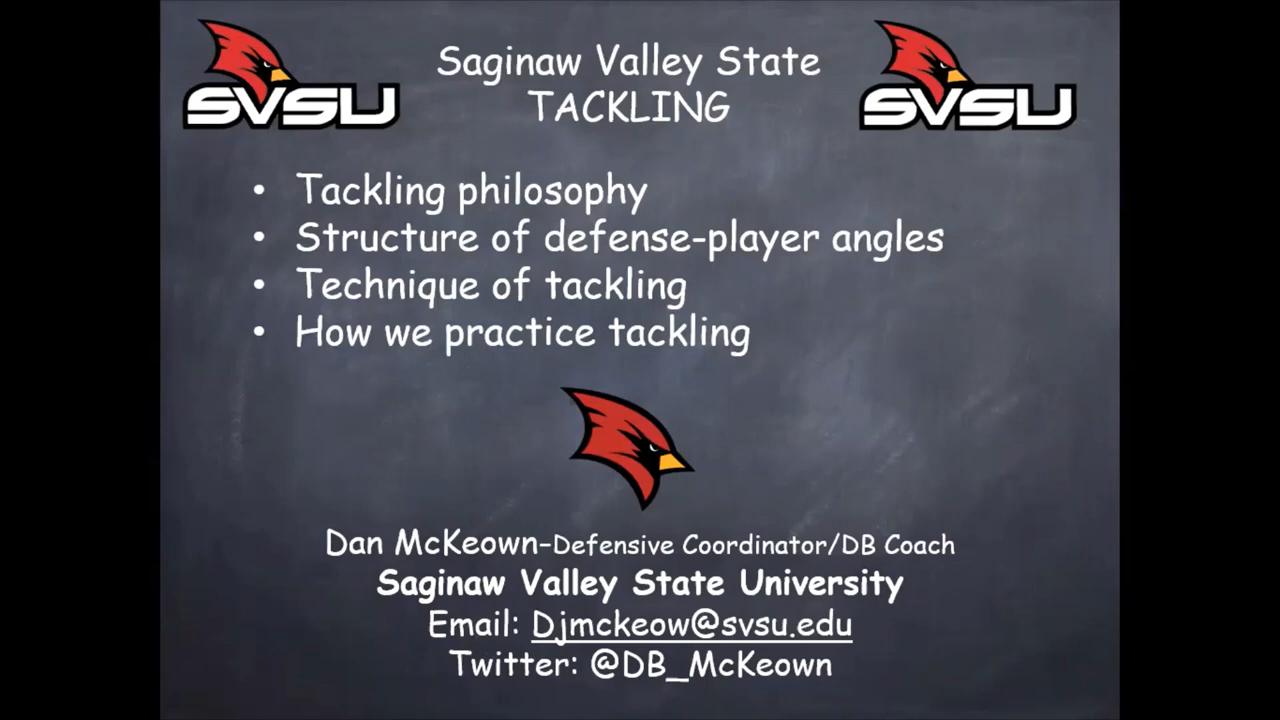 Saginaw Valley State
TACKLING
SVSU
SVSU
• Tackling philosophy
• Structure of defense-player angles
• Technique of tackling
• How we practice tackling
Dan McKeown-Defensive Coordinator/DB Coach
Saginaw Valley State University
Email: Djmckeow@svsu.edu
Twitter: @DB_McKeown